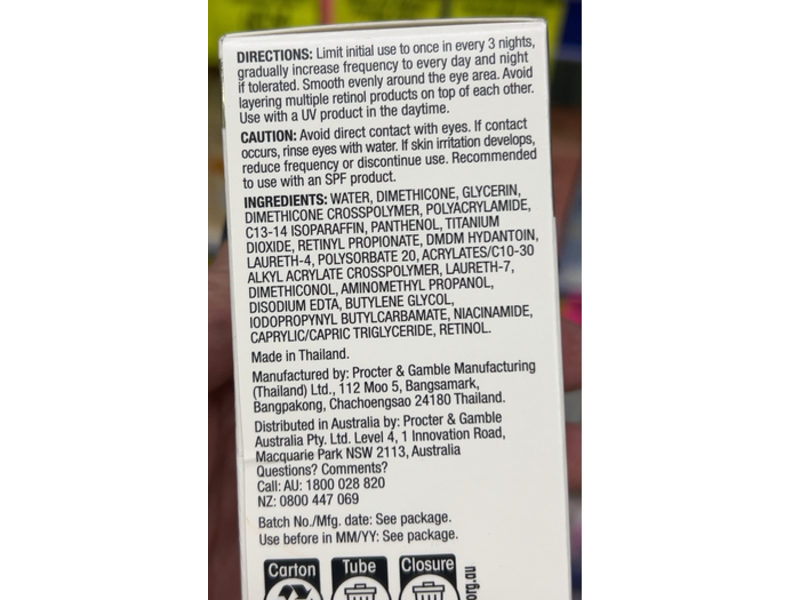 DIRECTIONS: Limit initial use to once in every 3 nights,
gradually increase frequency to every day and night
if tolerated. Smooth evenly around the eye area. Avoid
layering multiple retinol products on top of each other.
Use with a UV product in the daytime.
CAUTION: Avoid direct contact with eyes. If contact
occurs, rinse eyes with water. If skin irritation develops,
reduce frequency or discontinue use. Recommended
to use with an SPF product.
INGREDIENTS: WATER, DIMETHICONE, GLYCERIN,
DIMETHICONE CROSSPOLYMER, POLYACRYLAMIDE,
C13-14 ISOPARAFFIN, PANTHENOL, TITANIUM
DIOXIDE, RETINYL PROPIONATE, DMDM HYDANTOIN,
LAURETH-4, POLYSORBATE 20, ACRYLATES/C10-30
ALKYL ACRYLATE CROSSPOLYMER, LAURETH-7,
DIMETHICONOL, AMINOMETHYL PROPANOL,
DISODIUM EDTA, BUTYLENE GLYCOL,
IODOPROPYNYL BUTYLCARBAMATE, NIACINAMIDE,
CAPRYLIC/CAPRIC TRIGLYCERIDE, RETINOL.
Made in Thailand.
Manufactured by: Procter & Gamble Manufacturing
(Thailand) Ltd., 112 Moo 5, Bangsamark,
Bangpakong, Chachoengsao 24180 Thailand.
Distributed in Australia by: Procter & Gamble
Australia Pty. Ltd. Level 4, 1 Innovation Road,
Macquarie Park NSW 2113, Australia
Questions? Comments?
Call: AU: 1800 028 820
NZ: 0800 447 069
Batch No./Mfg. date: See package.
Use before in MM/YY: See package.
Carton Tube Closure
org.au